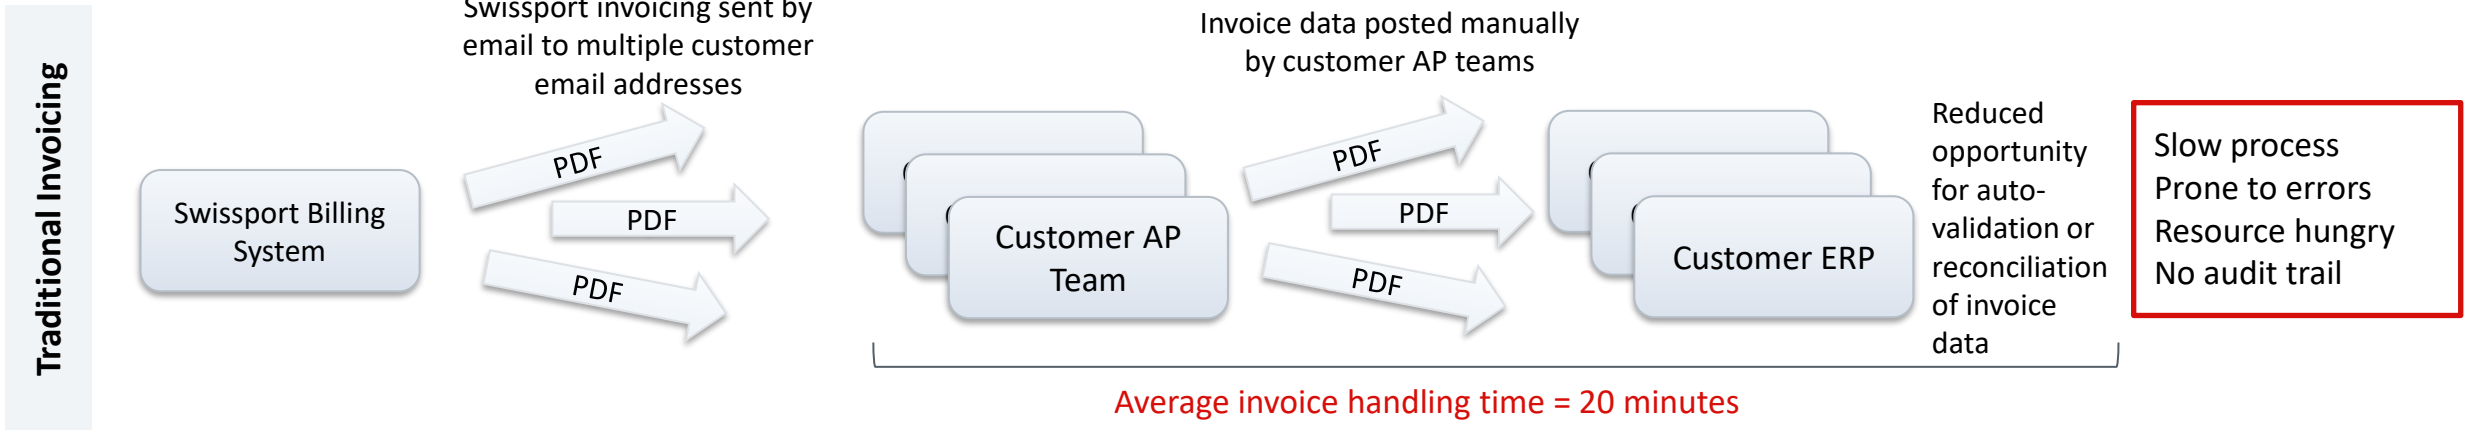 Traditional Invoicing
Swissport invoicing sent by
email to multiple customer
email addresses
Swissport Billing
System
PDF
PDF
PDF
Customer AP
Team
Invoice data posted manually
by customer AP teams
PDF
PDF
PDF
Customer ERP
Reduced
opportunity
for auto-
validation or
reconciliation
of invoice
data
Average invoice handling time = 20 minutes
Slow process
Prone to errors
Resource hungry
No audit trail